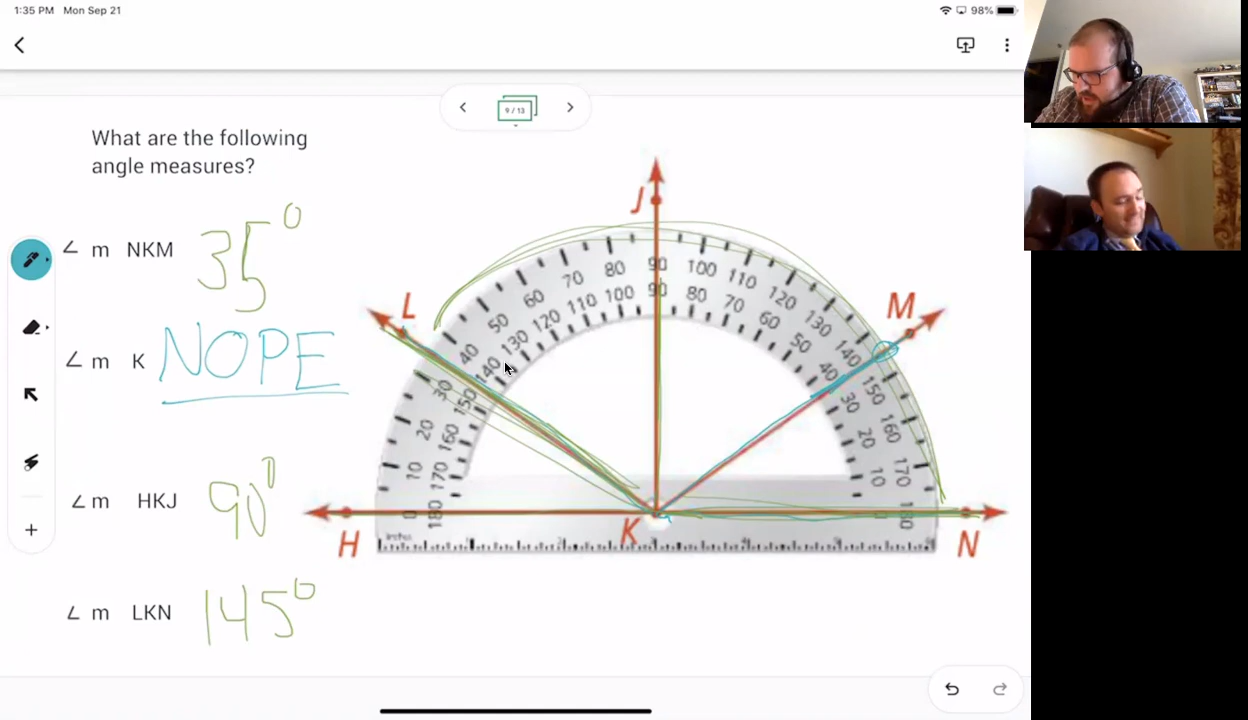 1:35 PM Mon Sep 21
98%
9 / 13
What are the following
angle measures?
∠ m NKM 35°
∠ m K NOPE
∠ m HKJ 90°
∠ m LKN 145°
J
L
M
H
K
N
0 10 20 30 40 50 60 70 80 90 100 110 120 130 140 150 160 170 180
180 170 160 150 140 130 120 110 100 90 80 70 60 50 40 30 20 10
inches